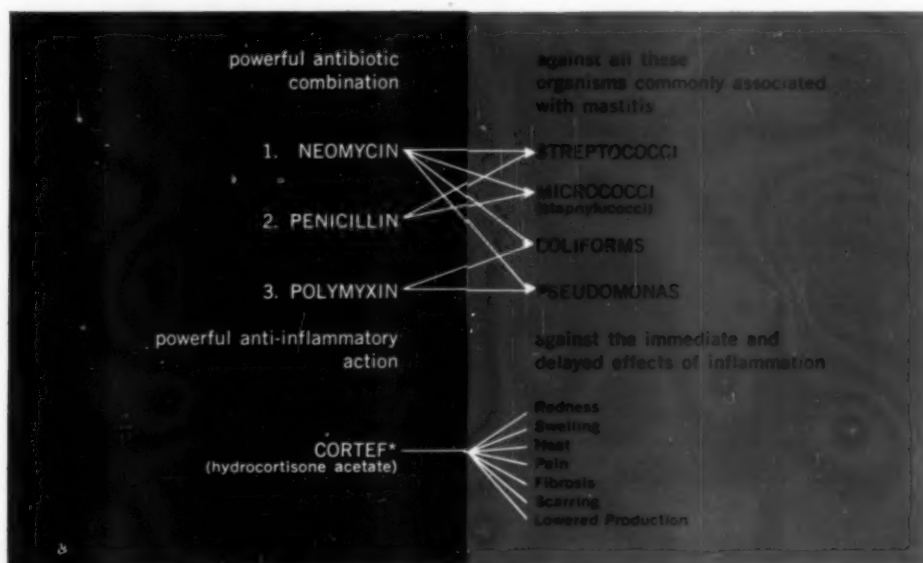 powerful antibiotic
combination
against all these
organisms commonly associated
with mastitis
1. NEOMYCIN
2. PENICILLIN
3. POLYMYXIN
STREPTOCOCCI
MICROCOCCI
(staphylococci)
COLIFORMS
PSEUDOMONAS
powerful anti-inflammatory
action
against the immediate and
delayed effects of inflammation
CORTEF*
(hydrocortisone acetate)
Redness
Swelling
Heat
Pain
Fibrosis
Scarring
Lowered Production